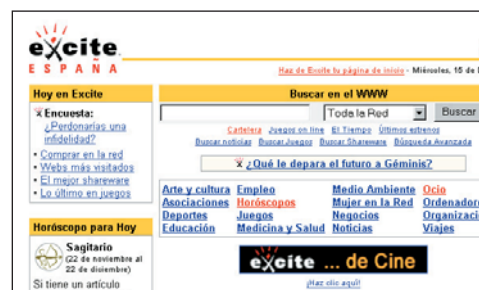 excite
ESPAÑA
Haz de Excite tu página de inicio - Miércoles, 15 de
Hoy en Excite
Encuesta:
¿Perdonarías una
infidelidad?
• Comprar en la red
• Webs más visitados
• El mejor shareware
• Lo último en juegos
Horóscopo para Hoy
Sagitario
(22 de noviembre al
22 de diciembre)
Si tiene un artículo
Buscar en el WWW
Toda la Red Buscar
Cartelera Juegos on line El Tiempo Últimos estrenos
Buscar noticias Buscar Juegos Buscar Shareware Búsqueda Avanzada
¿Qué le depara el futuro a Géminis?
Arte y cultura Empleo Medio Ambiente Ocio
Asociaciones Horóscopos Mujer en la Red Ordenador
Deportes Juegos Negocios Organizaci
Educación Medicina y Salud Noticias Viajes
excite ... de Cine
¡Haz clic aquí!